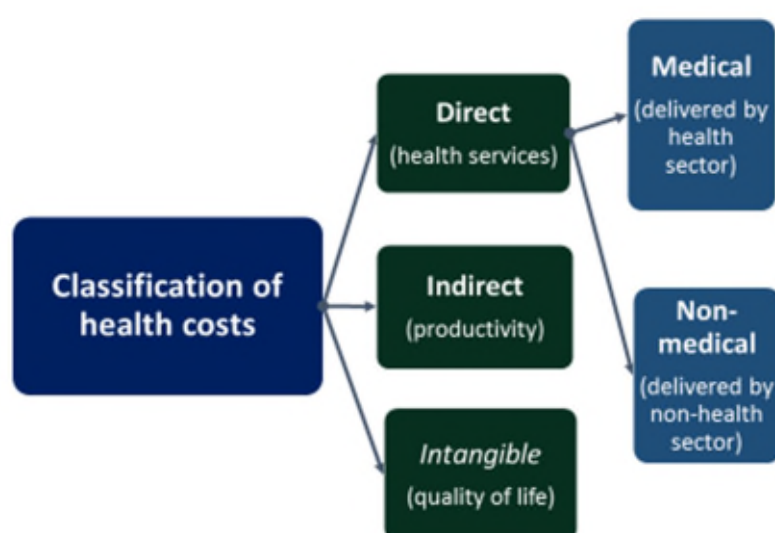 Classification of
health costs
Direct
(health services)
Indirect
(productivity)
Intangible
(quality of life)
Medical
(delivered by
health
sector)
Non-
medical
(delivered by
non-health
sector)